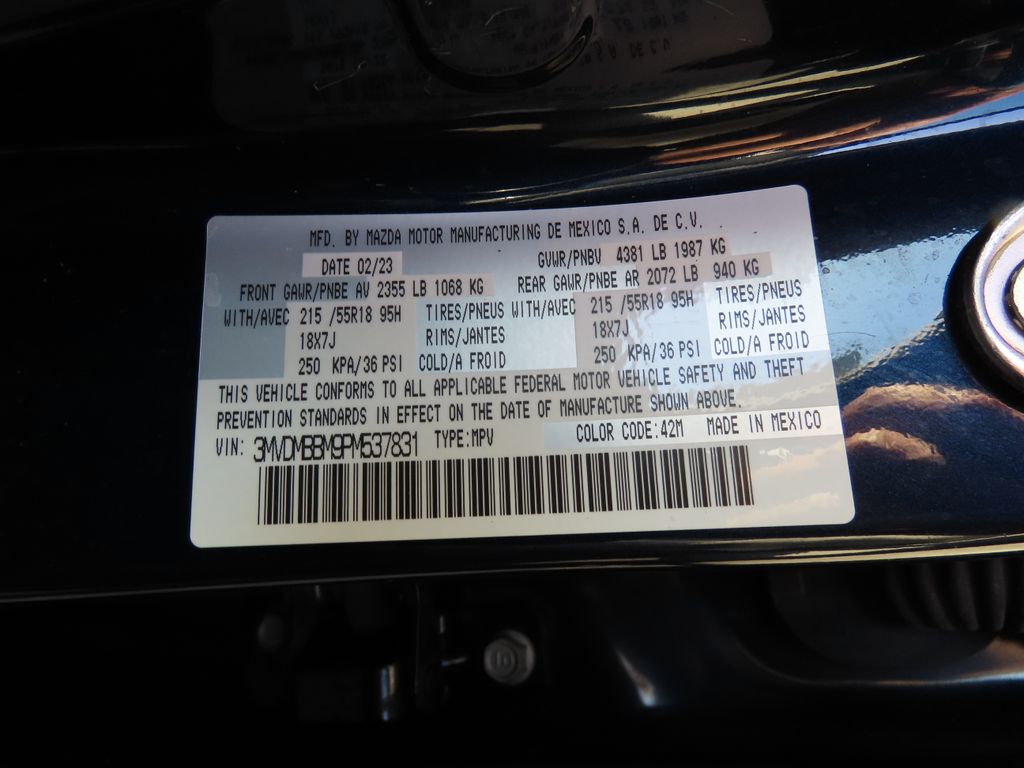 MFD. BY MAZDA MOTOR MANUFACTURING DE MEXICO S.A. DE C.V.
DATE 02/23 GVWR/PNBV 4381 LB 1987 KG
FRONT GAWR/PNBE AV 2355 LB 1068 KG REAR GAWR/PNBE AR 2072 LB 940 KG
WITH/AVEC 215 /55R18 95H TIRES/PNEUS WITH/AVEC 215 /55R18 95H TIRES/PNEUS
18X7J RIMS/JANTES 18X7J RIMS/JANTES
250 KPA/36 PSI COLD/A FROID 250 KPA/36 PSI COLD/A FROID
THIS VEHICLE CONFORMS TO ALL APPLICABLE FEDERAL MOTOR VEHICLE SAFETY AND THEFT
PREVENTION STANDARDS IN EFFECT ON THE DATE OF MANUFACTURE SHOWN ABOVE.
VIN: 3MVDMBBM9PM537831 TYPE:MPV COLOR CODE:42M MADE IN MEXICO